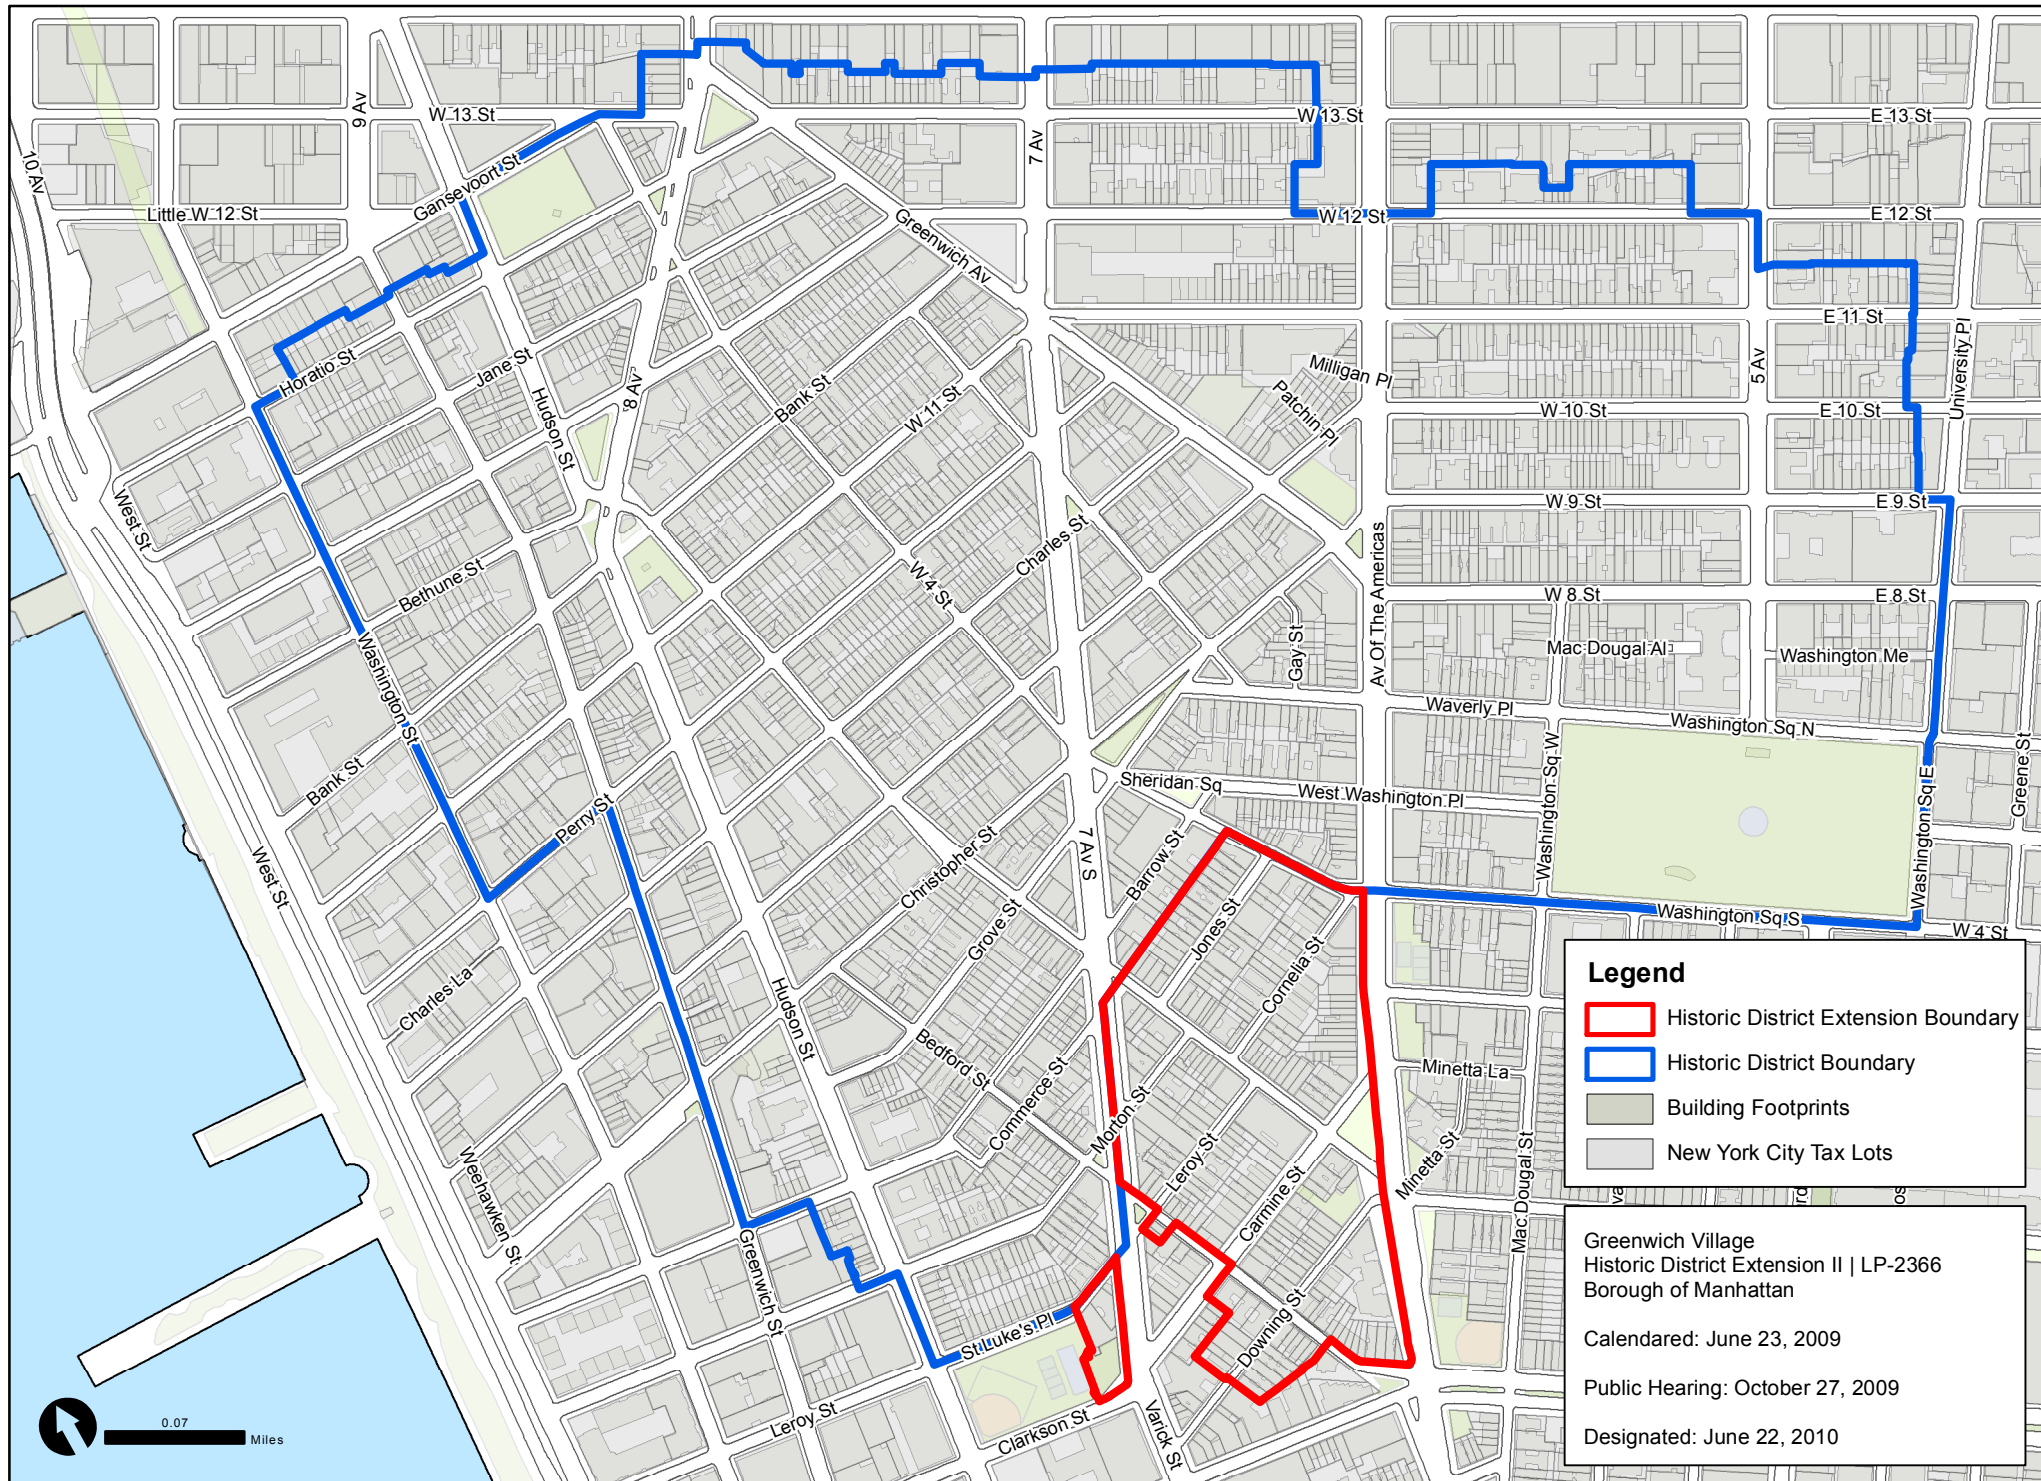 9 Av
W 13 St
W 13 St
E 13 St
7 Av
10 Av
Gansevoort St
Little W 12 St
W 12 St
E 12 St
Greenwich Av
E 11 St
University Pl
Horatio St
Jane St
8 Av
5 Av
Milligan Pl
Patchin Pl
Hudson St
Bank St
W 11 St
W 10 St
E 10 St
West St
W 9 St
E 9 St
Charles St
Av Of The Americas
Bethune St
W 4 St
W 8 St
E 8 St
Gay St
Mac Dougal Al
Washington Me
Washington St
Waverly Pl
Washington Sq N
Washington Sq W
Greene St
Bank St
Sheridan Sq
West Washington Pl
Washington Sq E
Perry St
West St
7 Av S
Barrow St
Christopher St
Grove St
Jones St
Cornelia St
Washington Sq S
W 4 St
Charles La
Hudson St
Bedford St
Commerce St
Morton St
Minetta La
Leroy St
Minetta St
Mac Dougal St
Weehawken St
Carmine St
Greenwich St
Downing St
St Luke's Pl
Leroy St
Clarkson St
Varick St
0.07
Miles
Legend
Historic District Extension Boundary
Historic District Boundary
Building Footprints
New York City Tax Lots
Greenwich Village
Historic District Extension II | LP-2366
Borough of Manhattan
Calendared: June 23, 2009
Public Hearing: October 27, 2009
Designated: June 22, 2010